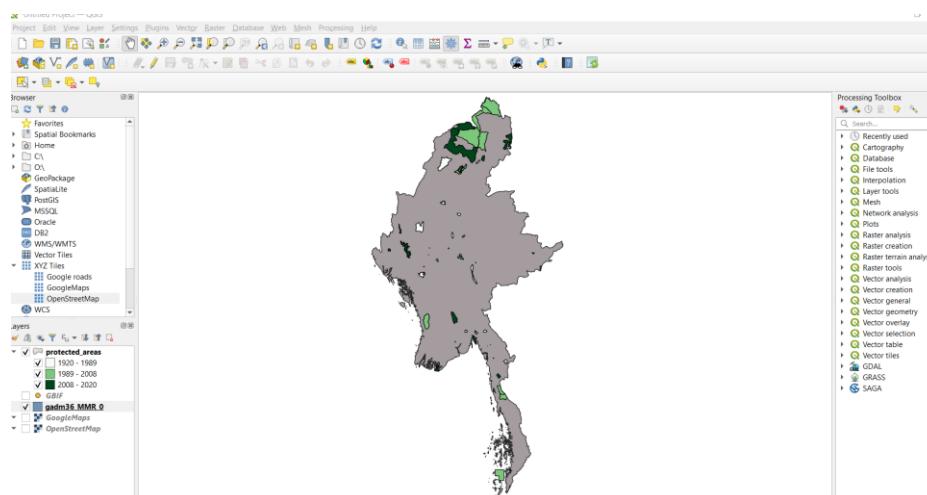 Untitled Project — QGIS
Project Edit View Layer Settings Plugins Vector Raster Database Web Mesh Processing Help
Browser
Favorites
Spatial Bookmarks
Home
C:\
O:\
GeoPackage
SpatiaLite
PostGIS
MSSQL
Oracle
DB2
WMS/WMTS
Vector Tiles
XYZ Tiles
Google roads
GoogleMaps
OpenStreetMap
WCS
Layers
protected_areas
1920 - 1989
1989 - 2008
2008 - 2020
GBIF
gadm36_MMR_0
GoogleMaps
OpenStreetMap
Processing Toolbox
Search...
Recently used
Cartography
Database
File tools
Interpolation
Layer tools
Mesh
Network analysis
Plots
Raster analysis
Raster creation
Raster terrain analy
Raster tools
Vector analysis
Vector creation
Vector general
Vector geometry
Vector overlay
Vector selection
Vector table
Vector tiles
GDAL
GRASS
SAGA